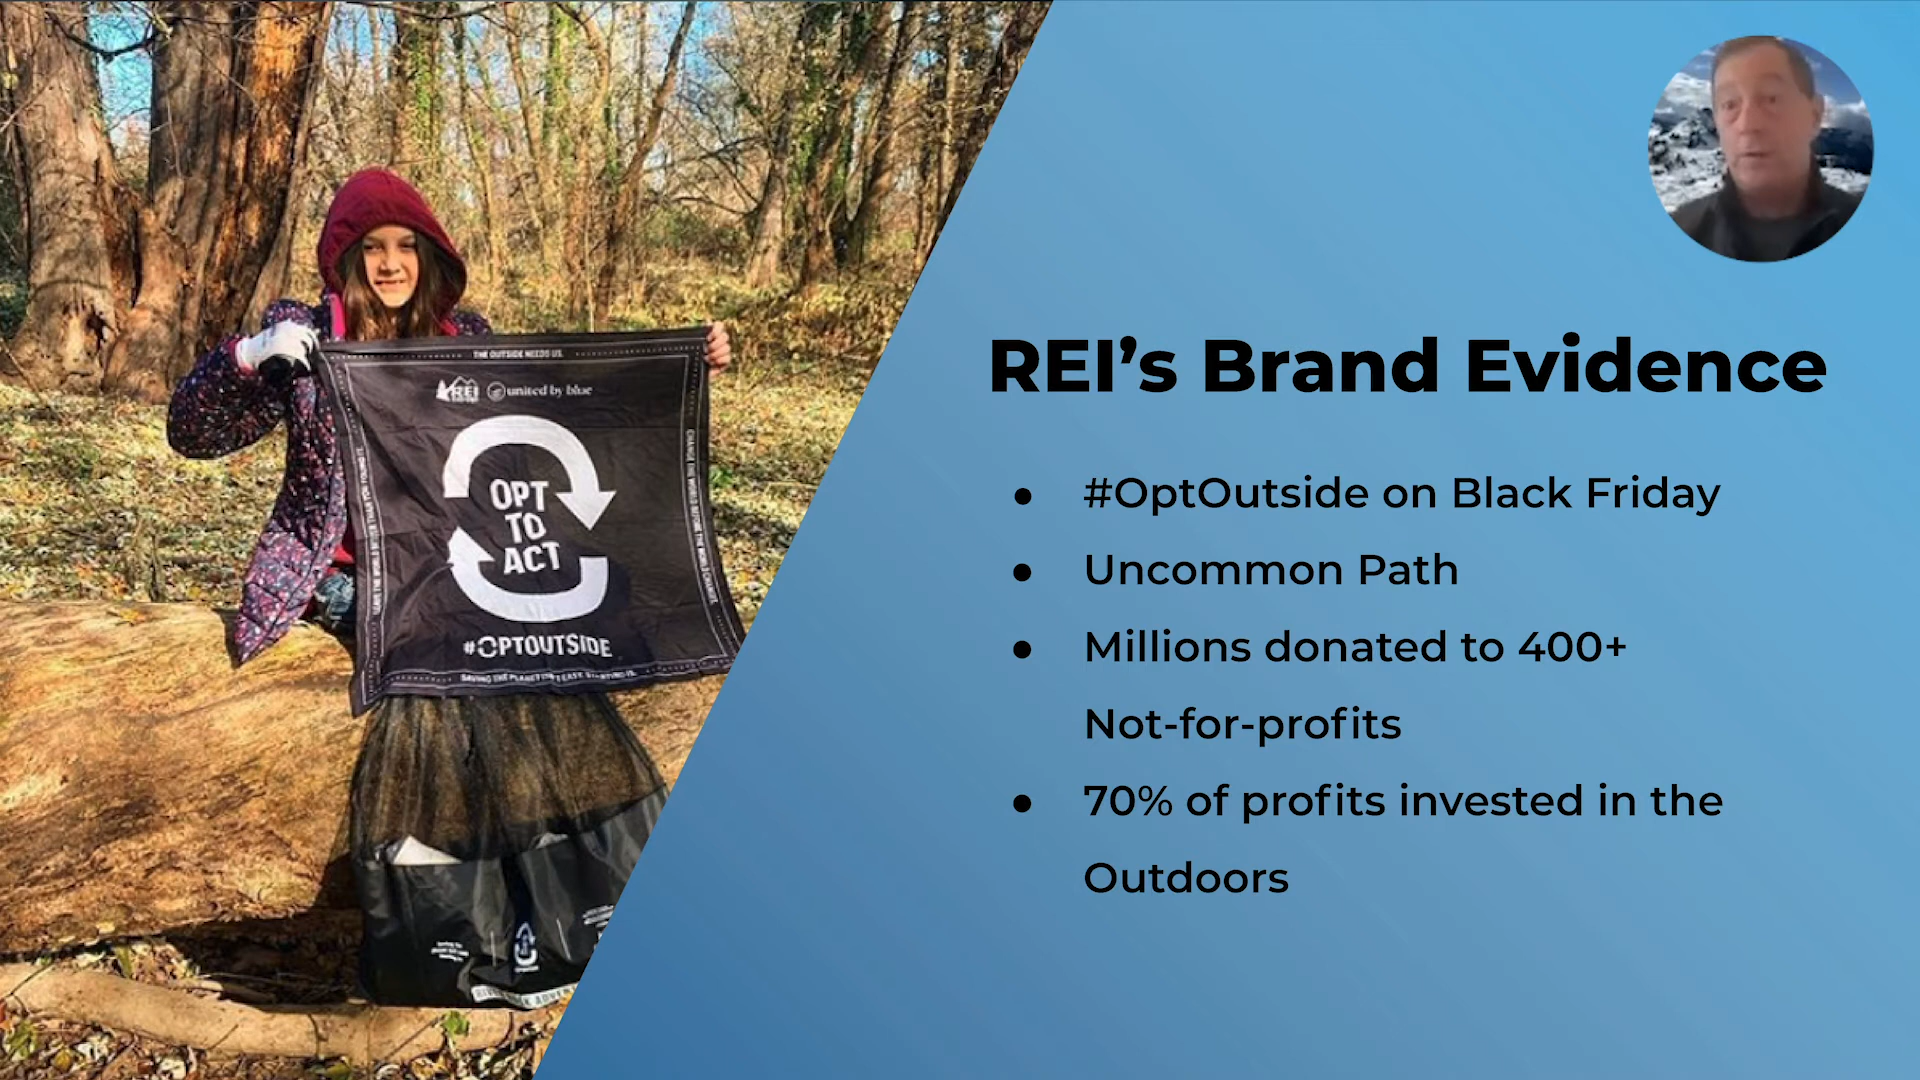 THE OUTSIDE NEEDS US.
REI
united by blue
OPT
TO
ACT
#OPTOUTSIDE
REI’s Brand Evidence
● #OptOutside on Black Friday
● Uncommon Path
● Millions donated to 400+
Not-for-profits
● 70% of profits invested in the
Outdoors